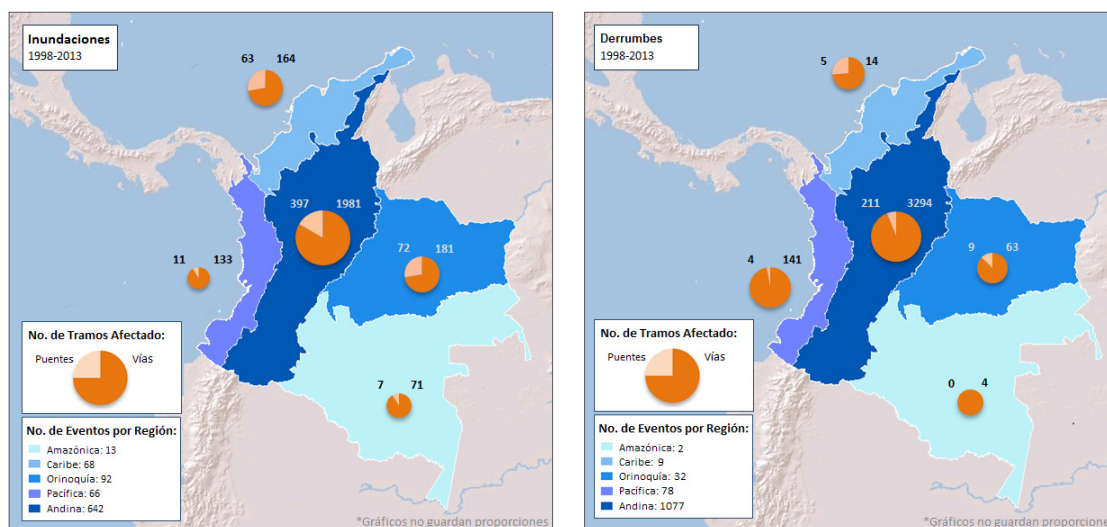 Inundaciones
1998-2013
63 164
397 1981
72 181
11 133
7 71
No. de Tramos Afectado:
Puentes Vías
No. de Eventos por Región:
Amazónica: 13
Caribe: 68
Orinoquía: 92
Pacífica: 66
Andina: 642
*Gráficos no guardan proporciones
Derrumbes
1998-2013
5 14
211 3294
9 63
4 141
0 4
No. de Tramos Afectado:
Puentes Vías
No. de Eventos por Región:
Amazónica: 2
Caribe: 9
Orinoquía: 32
Pacífica: 78
Andina: 1077
*Gráficos no guardan proporciones